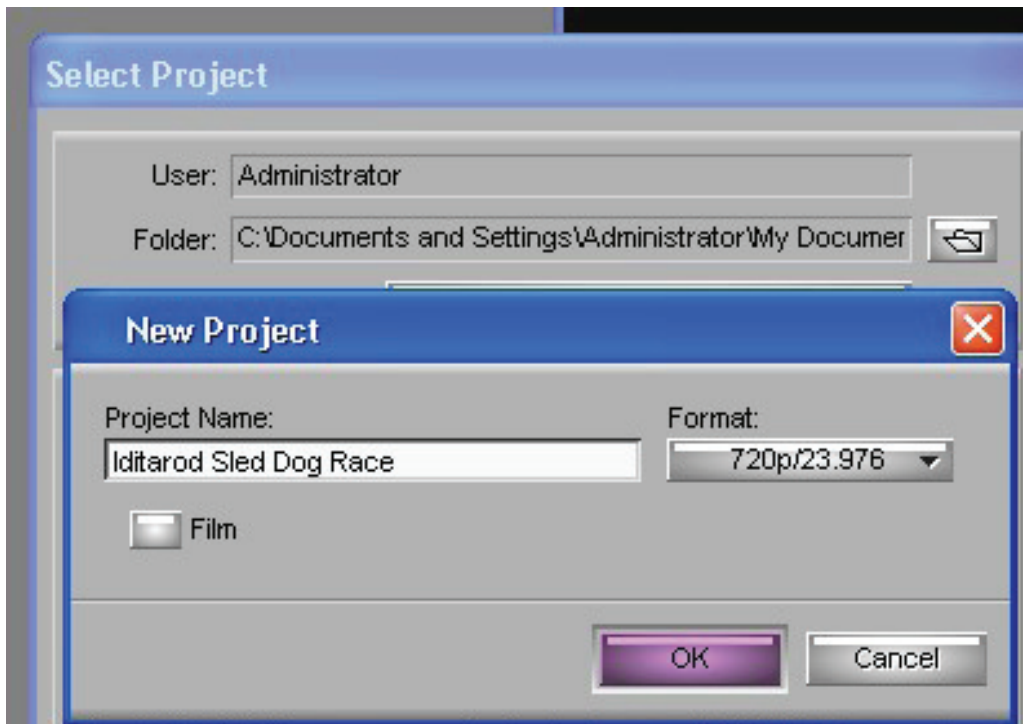 Select Project
User: Administrator
Folder: C:\Documents and Settings\Administrator\My Documen
New Project
Project Name:
Format:
Iditarod Sled Dog Race
720p/23.976
Film
OK
Cancel